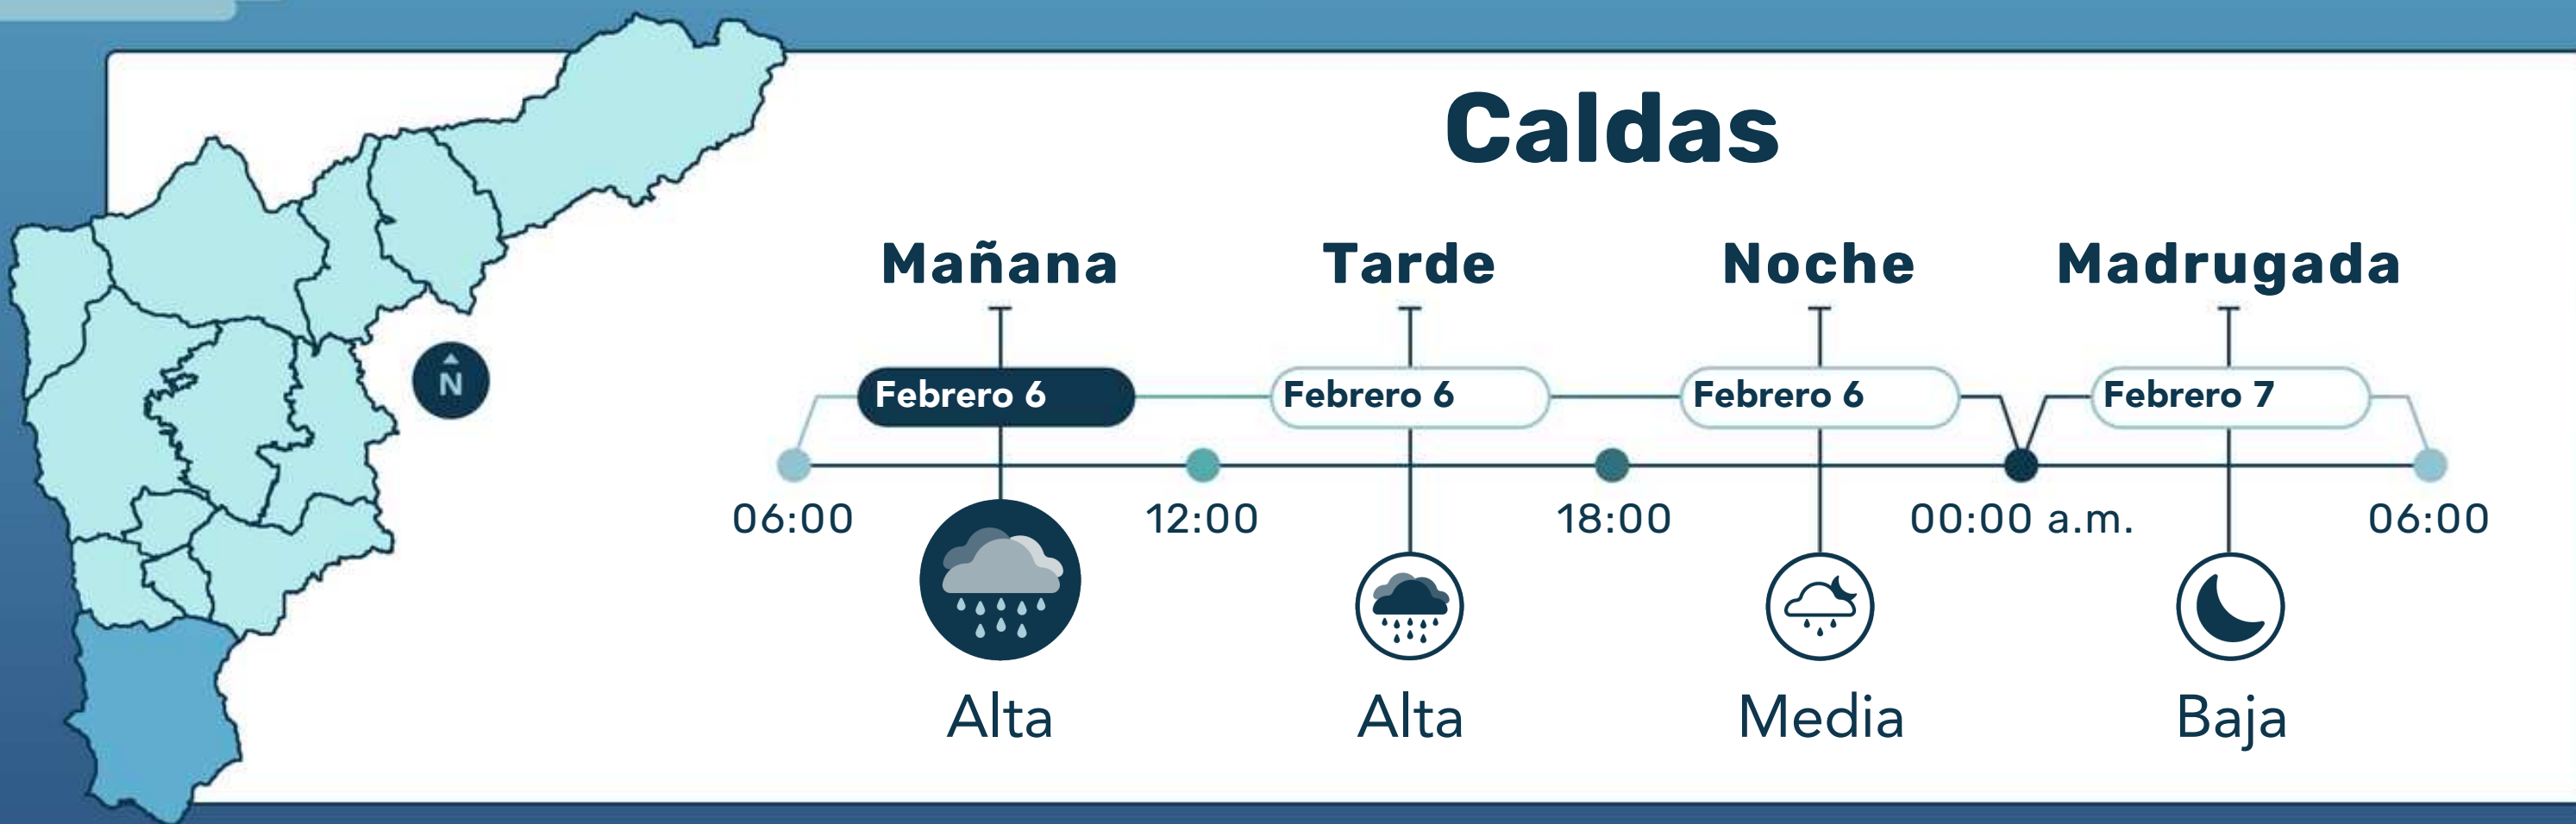 Caldas
Mañana Tarde Noche Madrugada
Febrero 6 Febrero 6 Febrero 6 Febrero 7
N
06:00 12:00 18:00 00:00 a.m. 06:00
Alta Alta Media Baja